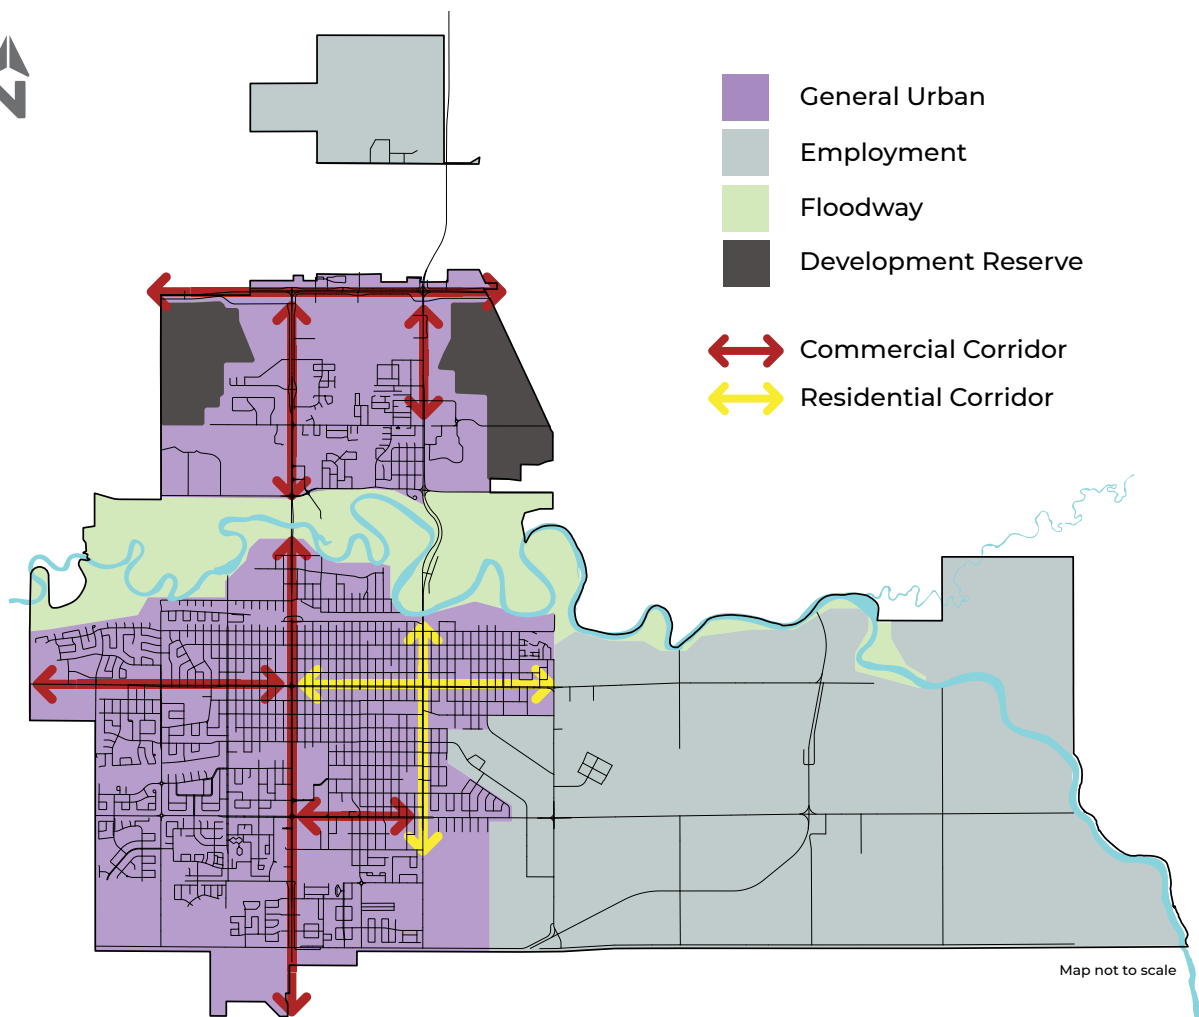 N
General Urban
Employment
Floodway
Development Reserve
Commercial Corridor
Residential Corridor
Map not to scale